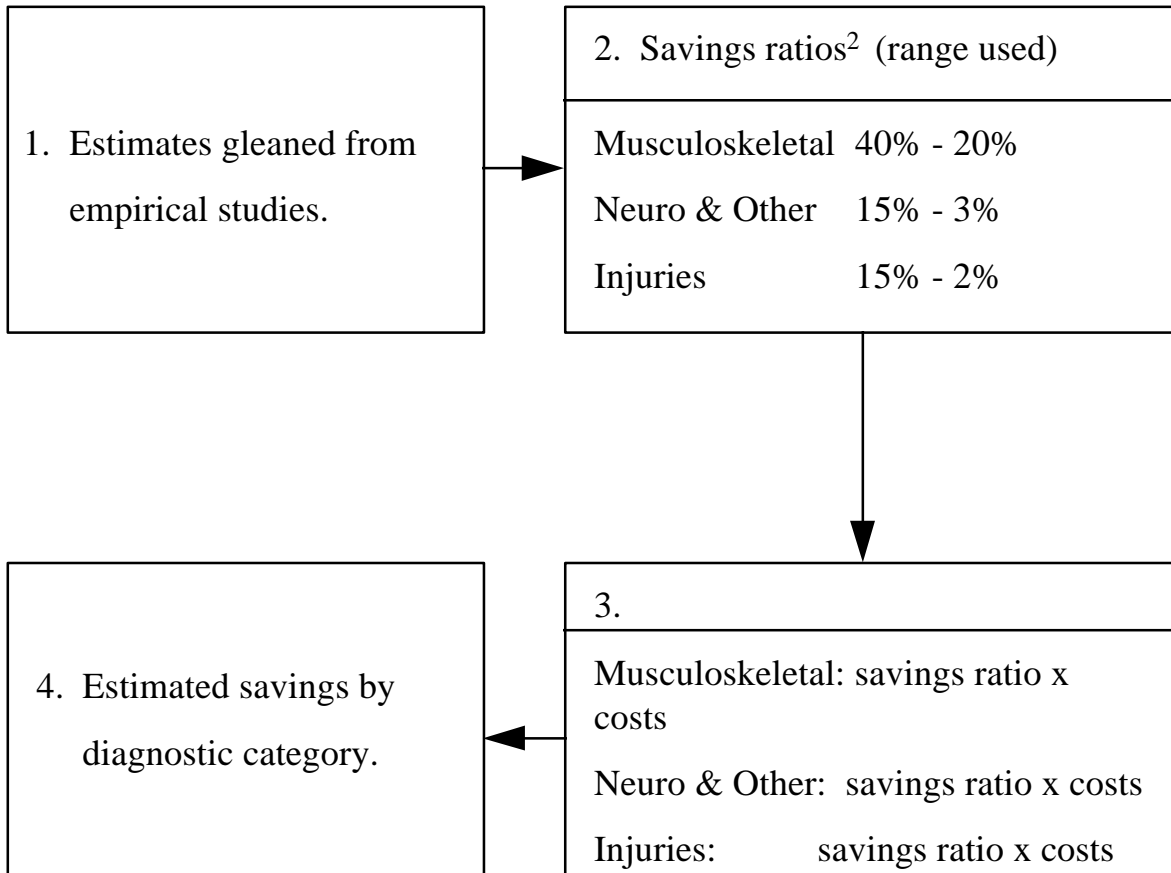 1. Estimates gleaned from
empirical studies.
2. Savings ratios² (range used)
Musculoskeletal 40% - 20%
Neuro & Other 15% - 3%
Injuries 15% - 2%
3.
Musculoskeletal: savings ratio x
costs
Neuro & Other: savings ratio x costs
Injuries: savings ratio x costs
4. Estimated savings by
diagnostic category.